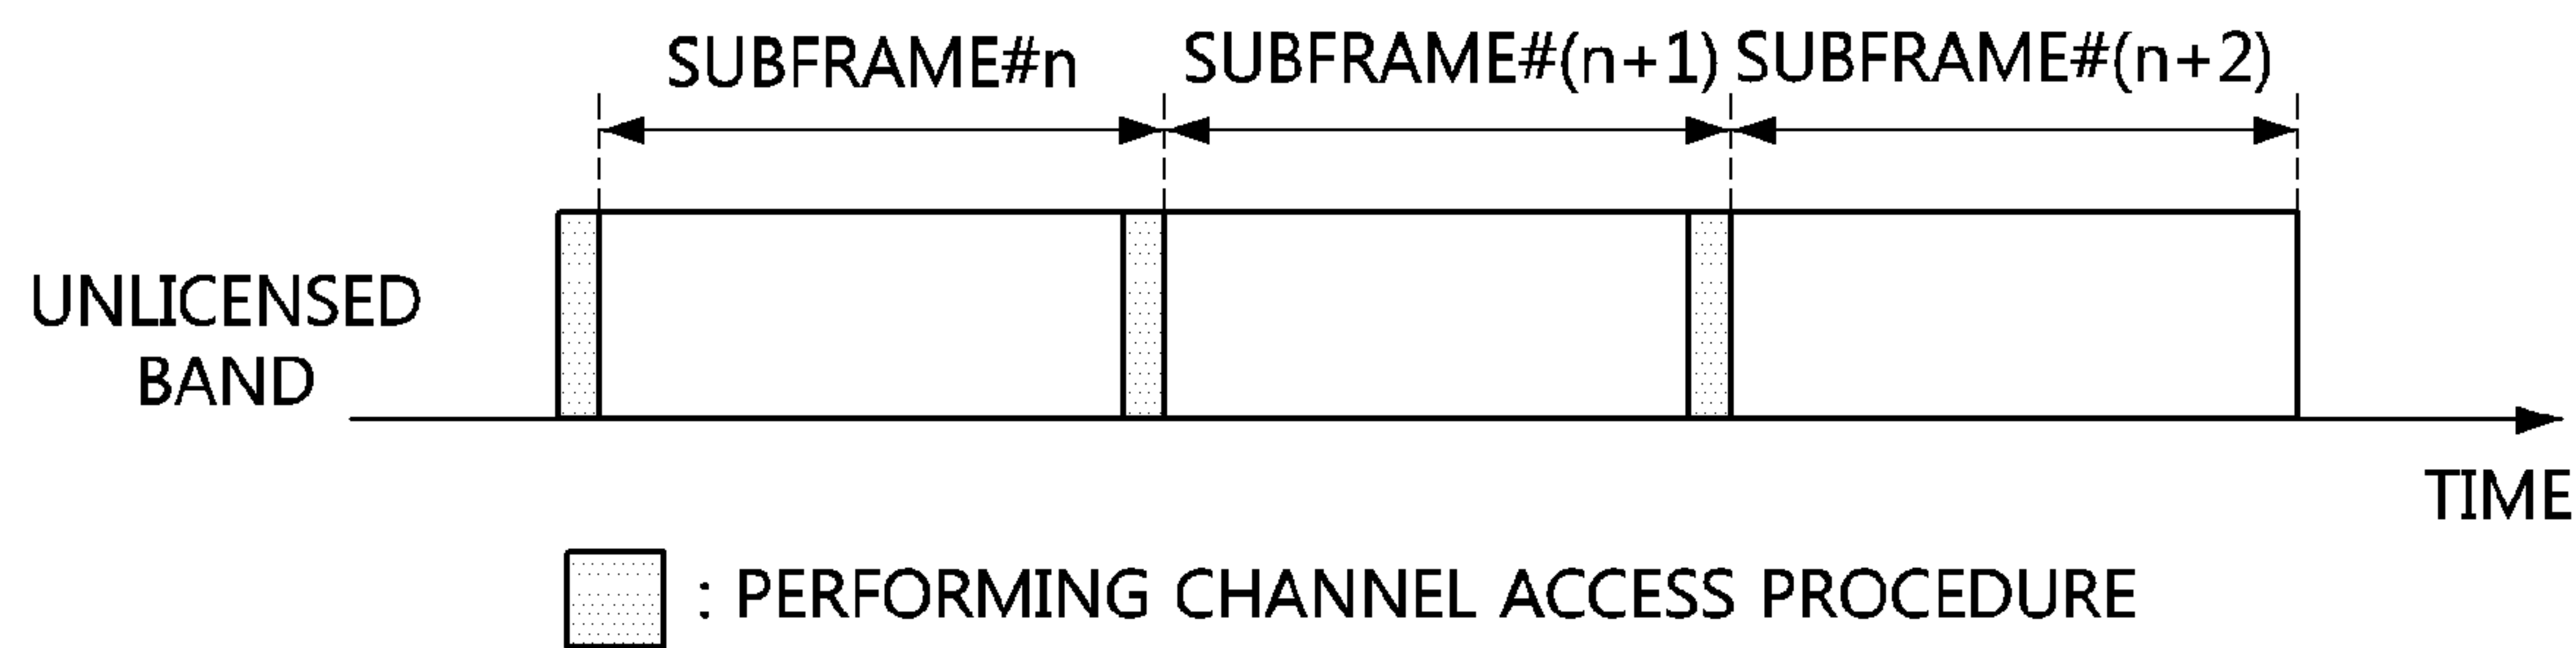 SUBFRAME#n SUBFRAME#(n+1) SUBFRAME#(n+2)
UNLICENSED
BAND
TIME
: PERFORMING CHANNEL ACCESS PROCEDURE